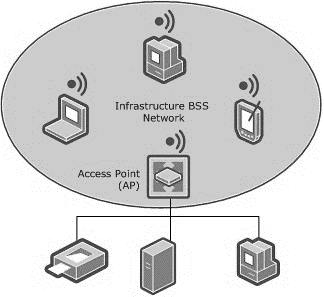 Infrastructure BSS
Network
Access Point
(AP)